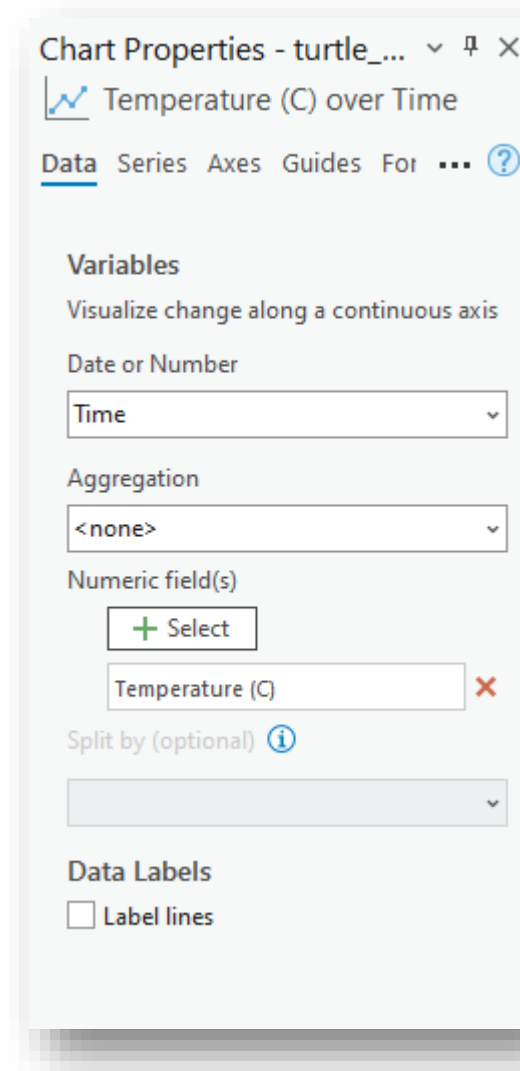 Chart Properties - turtle_...
Temperature (C) over Time
Data Series Axes Guides For ... ?
Variables
Visualize change along a continuous axis
Date or Number
Time
Aggregation
<none>
Numeric field(s)
+ Select
Temperature (C)
Split by (optional) i
Data Labels
Label lines